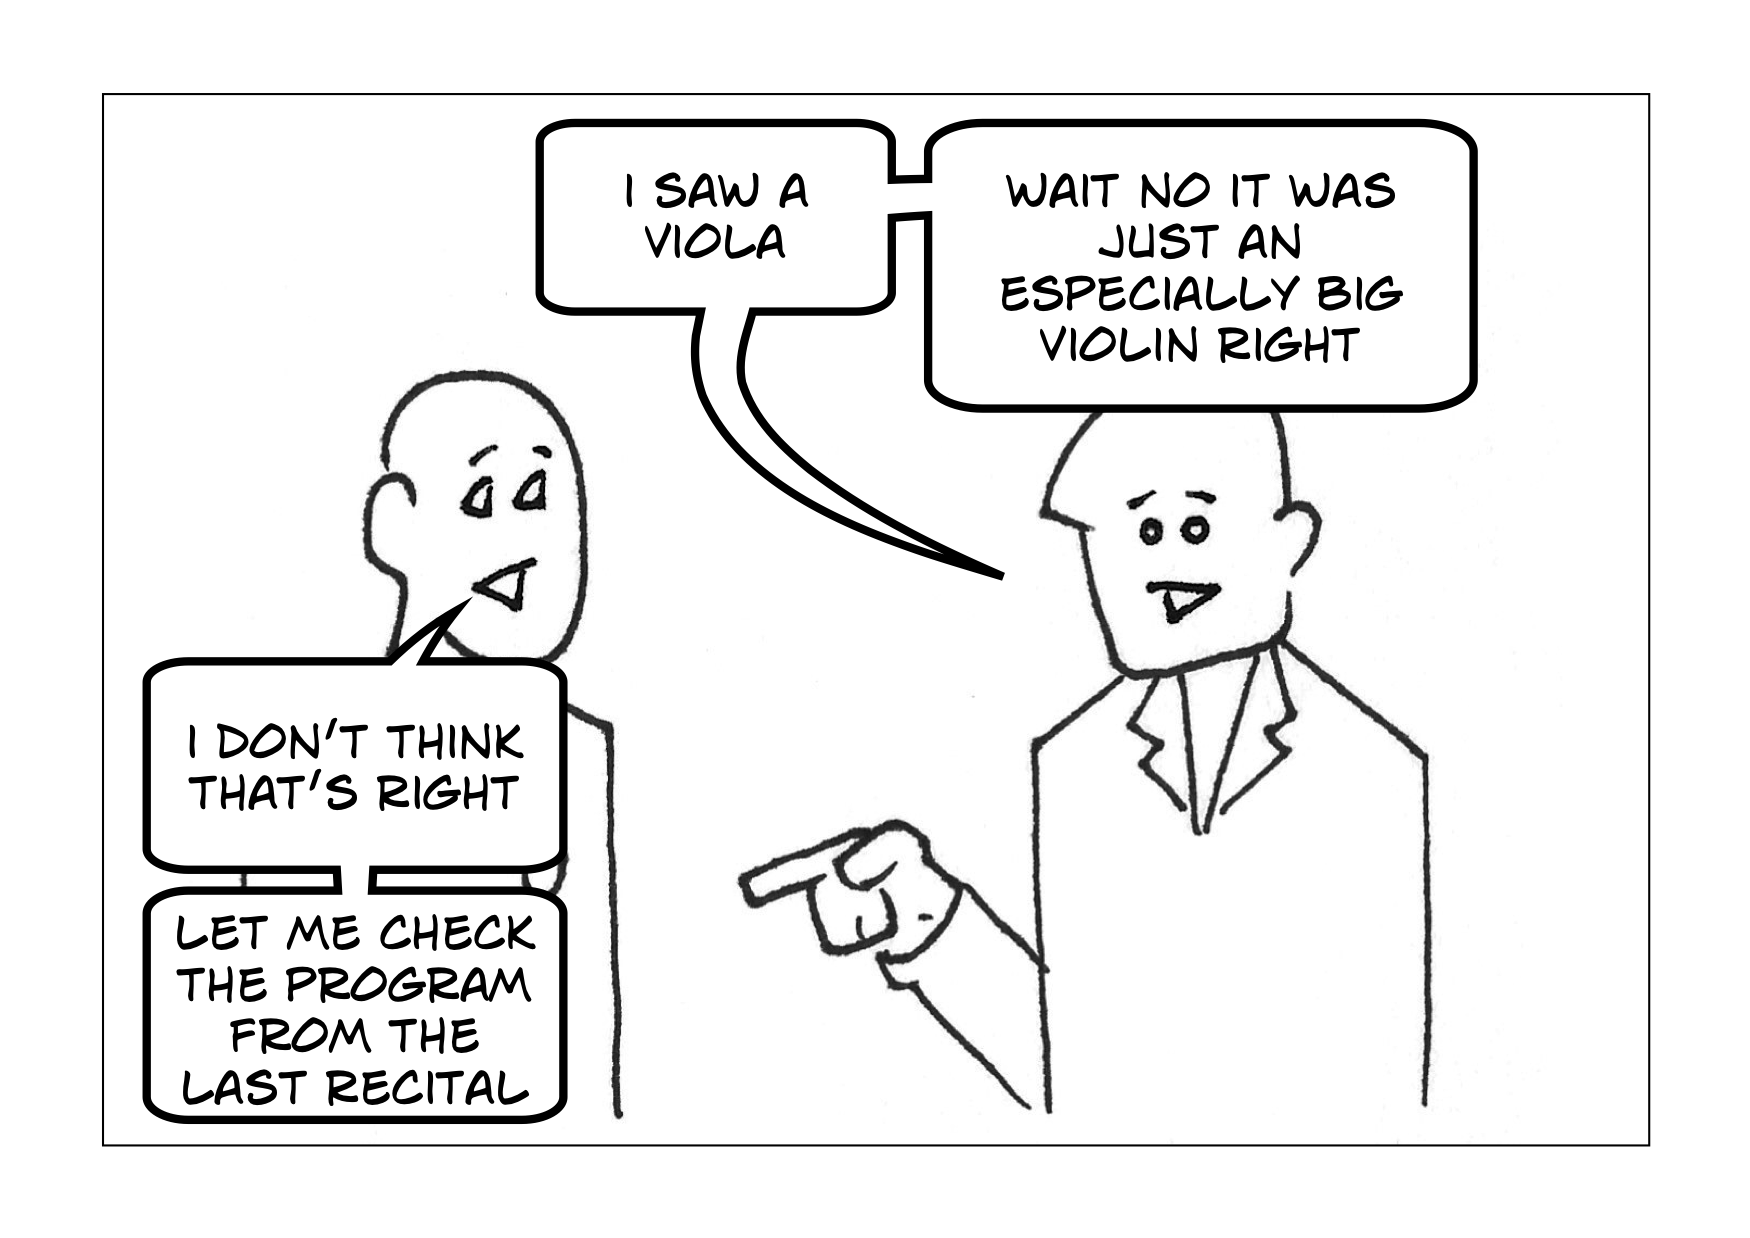 I SAW A
VIOLA
WAIT NO IT WAS
JUST AN
ESPECIALLY BIG
VIOLIN RIGHT
I DON'T THINK
THAT'S RIGHT
LET ME CHECK
THE PROGRAM
FROM THE
LAST RECITAL